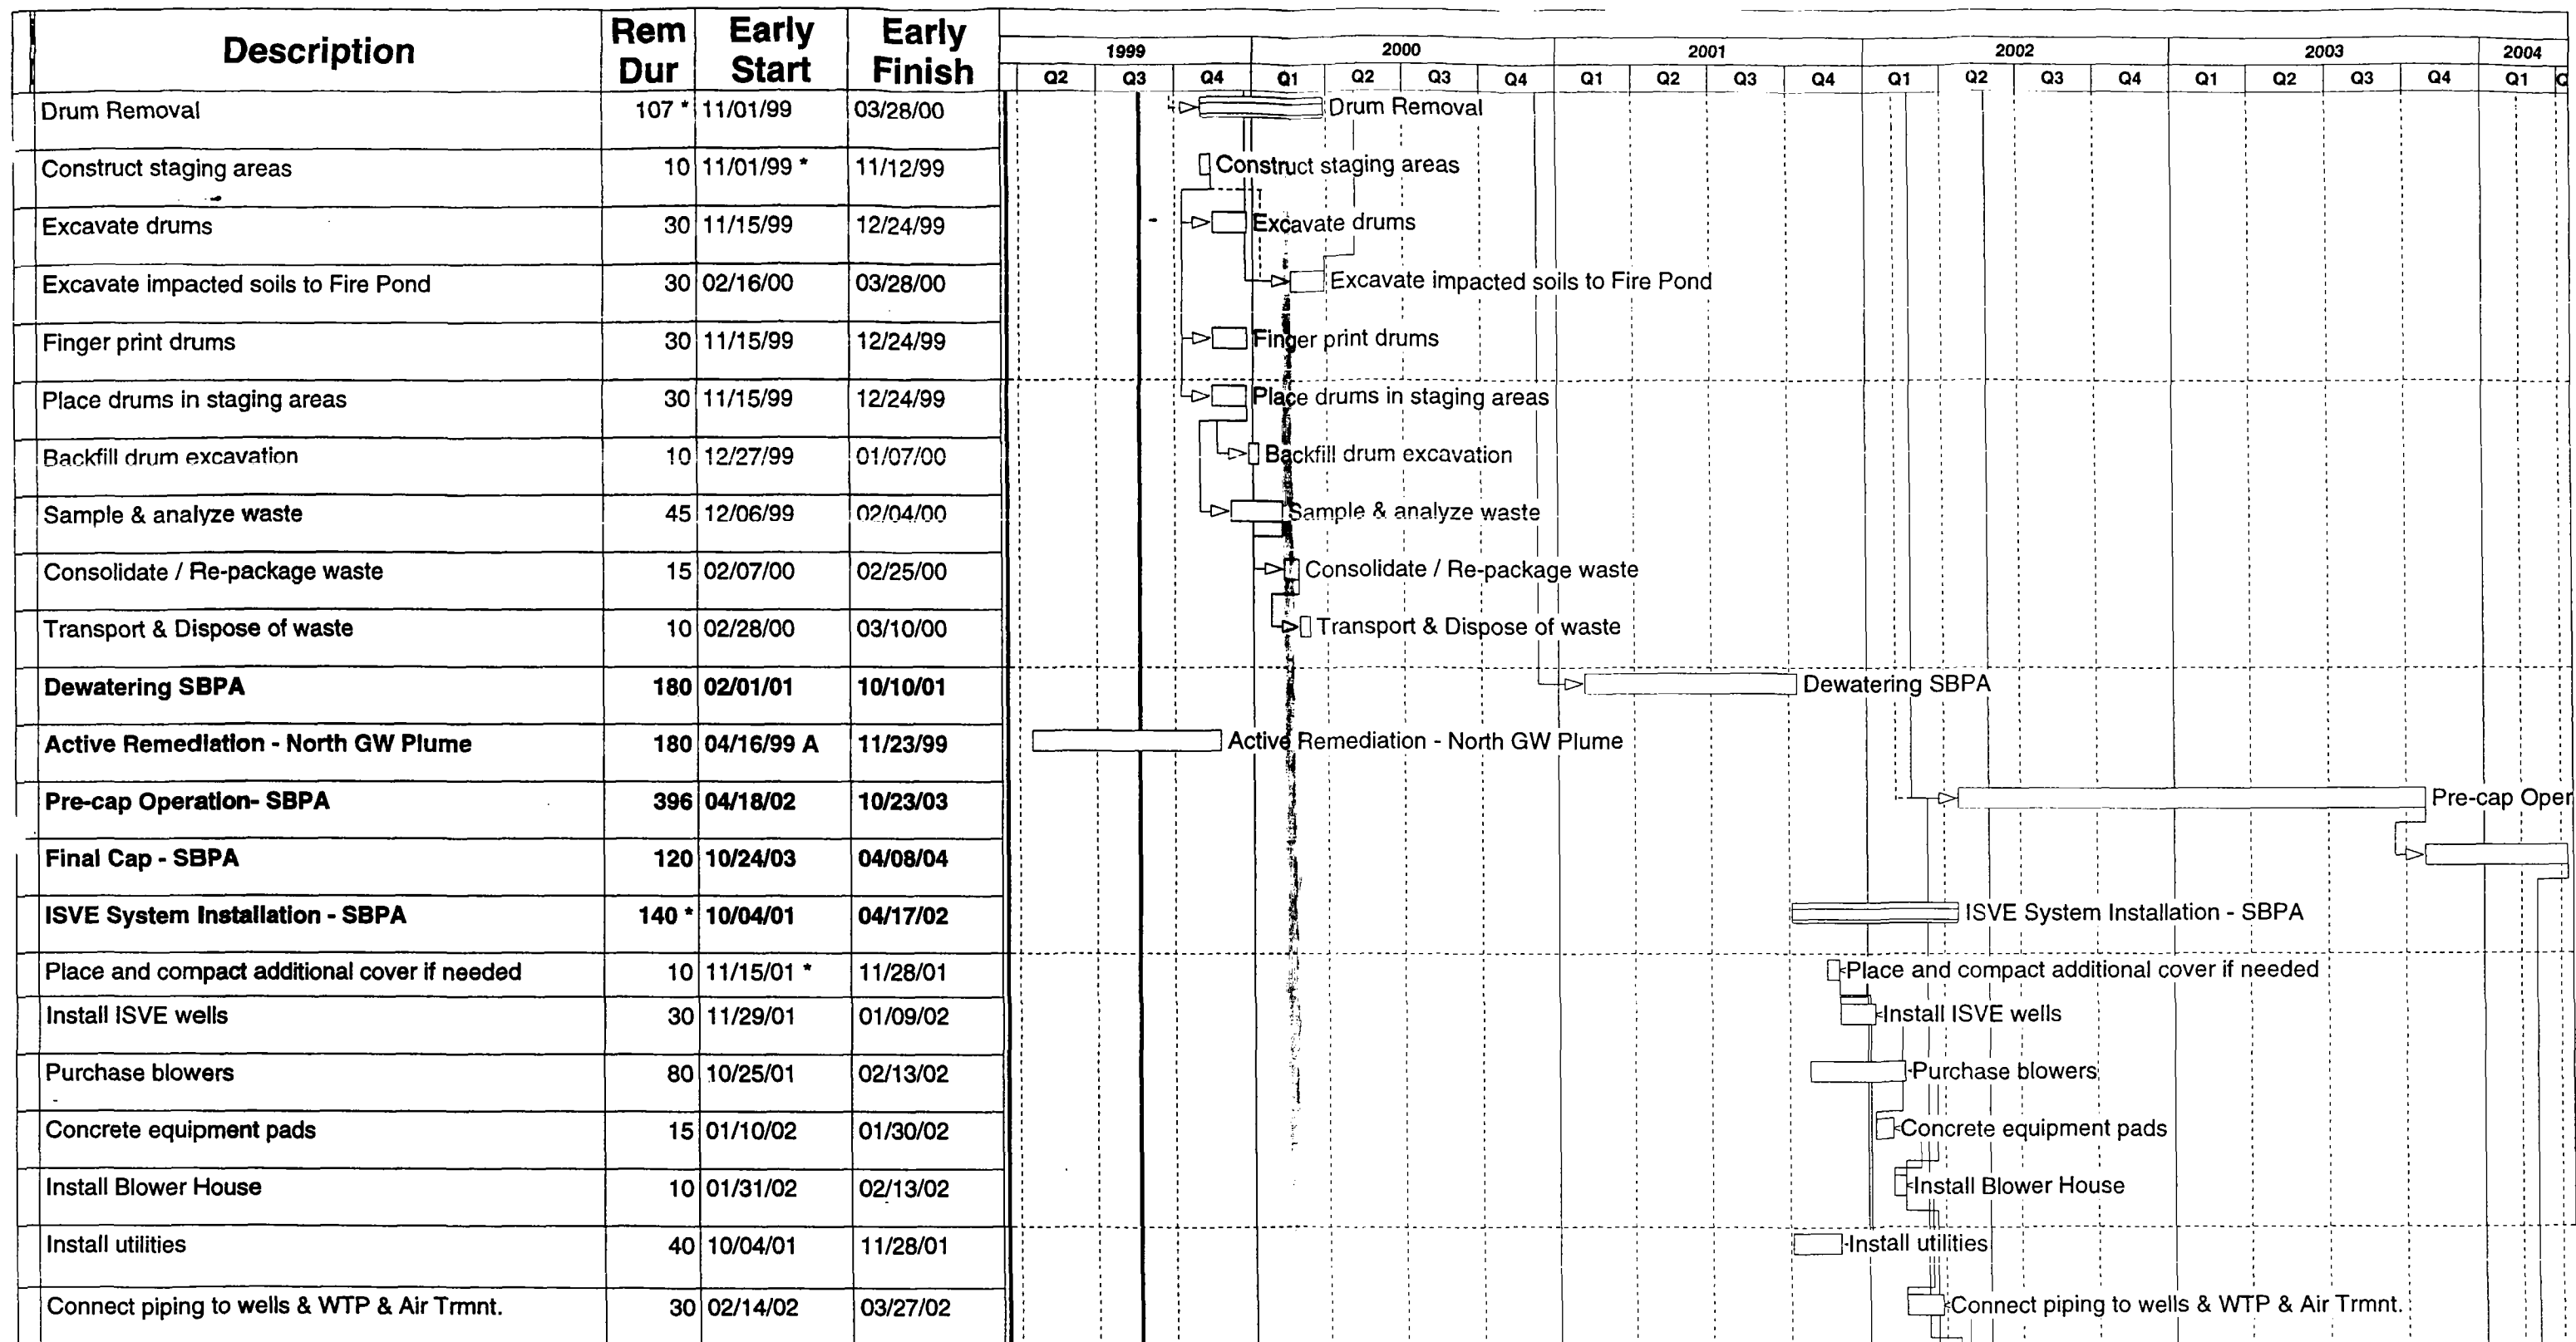 Description Rem Dur Early Start Early Finish
1999 2000 2001 2002 2003 2004
Q2 Q3 Q4 Q1 Q2 Q3 Q4 Q1 Q2 Q3 Q4 Q1 Q2 Q3 Q1 Q2 Q3 Q4 Q1 Q
Drum Removal 107 * 11/01/99 03/28/00 Drum Removal
Construct staging areas 10 11/01/99 * 11/12/99 Construct staging areas
Excavate drums 30 11/15/99 12/24/99 Excavate drums
Excavate impacted soils to Fire Pond 30 02/16/00 03/28/00 Excavate impacted soils to Fire Pond
Finger print drums 30 11/15/99 12/24/99 Finger print drums
Place drums in staging areas 30 11/15/99 12/24/99 Place drums in staging areas
Backfill drum excavation 10 12/27/99 01/07/00 Backfill drum excavation
Sample & analyze waste 45 12/06/99 02/04/00 Sample & analyze waste
Consolidate / Re-package waste 15 02/07/00 02/25/00 Consolidate / Re-package waste
Transport & Dispose of waste 10 02/28/00 03/10/00 Transport & Dispose of waste
Dewatering SBPA 180 02/01/01 10/10/01 Dewatering SBPA
Active Remediation - North GW Plume 180 04/16/99 A 11/23/99 Active Remediation - North GW Plume
Pre-cap Operation- SBPA 396 04/18/02 10/23/03 Pre-cap Oper
Final Cap - SBPA 120 10/24/03 04/08/04
ISVE System Installation - SBPA 140 * 10/04/01 04/17/02 ISVE System Installation - SBPA
Place and compact additional cover if needed 10 11/15/01 * 11/28/01 Place and compact additional cover if needed
Install ISVE wells 30 11/29/01 01/09/02 Install ISVE wells
Purchase blowers 80 10/25/01 02/13/02 Purchase blowers
Concrete equipment pads 15 01/10/02 01/30/02 Concrete equipment pads
Install Blower House 10 01/31/02 02/13/02 Install Blower House
Install utilities 40 10/04/01 11/28/01 Install utilities
Connect piping to wells & WTP & Air Trmnt. 30 02/14/02 03/27/02 Connect piping to wells & WTP & Air Trmnt.